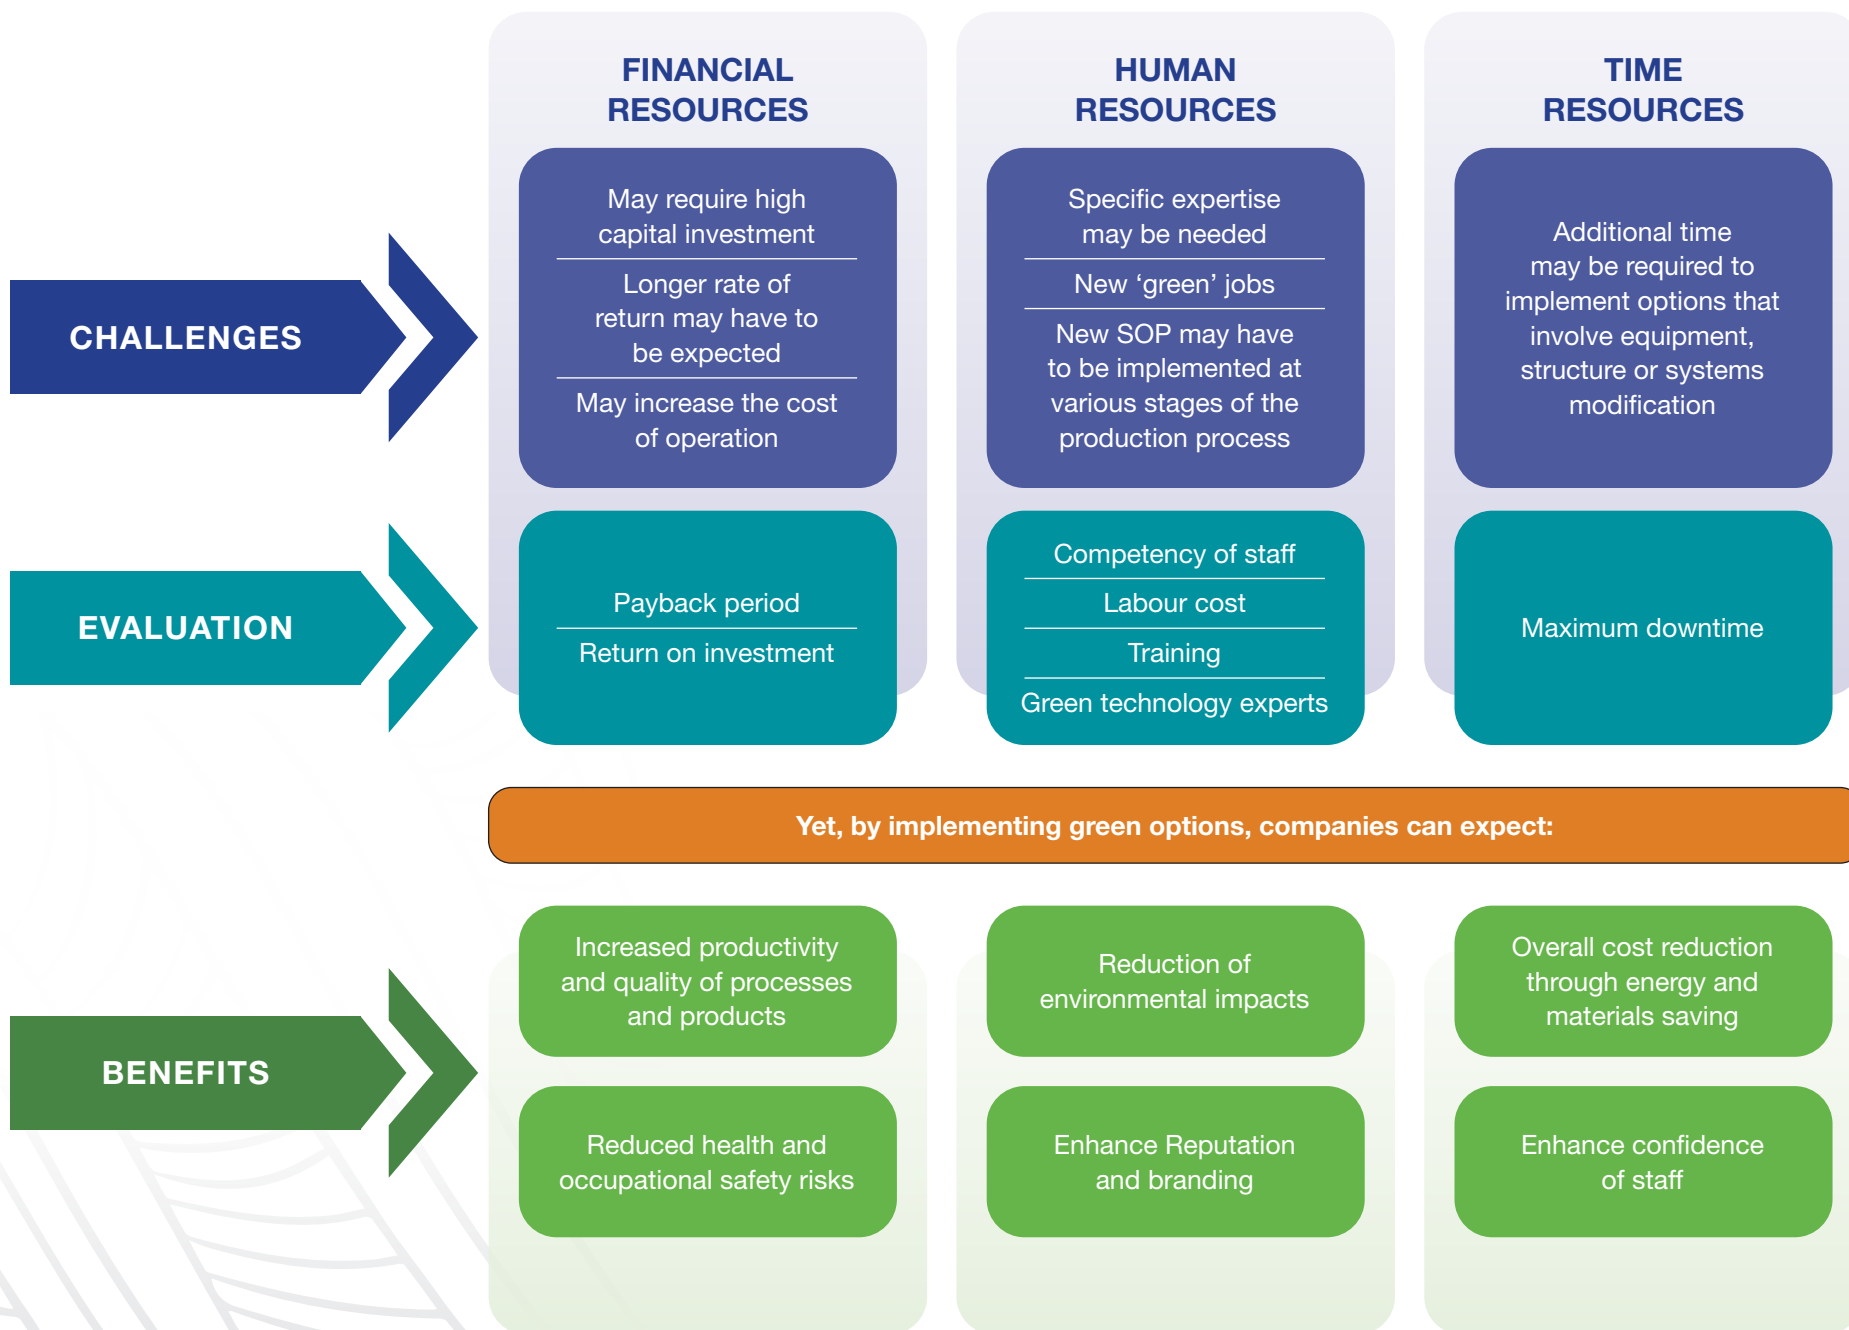 FINANCIAL
RESOURCES
HUMAN
RESOURCES
TIME
RESOURCES
CHALLENGES
May require high
capital investment
Longer rate of
return may have to
be expected
May increase the cost
of operation
Specific expertise
may be needed
New ‘green’ jobs
New SOP may have
to be implemented at
various stages of the
production process
Additional time
may be required to
implement options that
involve equipment,
structure or systems
modification
EVALUATION
Payback period
Return on investment
Competency of staff
Labour cost
Training
Green technology experts
Maximum downtime
Yet, by implementing green options, companies can expect:
BENEFITS
Increased productivity
and quality of processes
and products
Reduction of
environmental impacts
Overall cost reduction
through energy and
materials saving
Reduced health and
occupational safety risks
Enhance Reputation
and branding
Enhance confidence
of staff